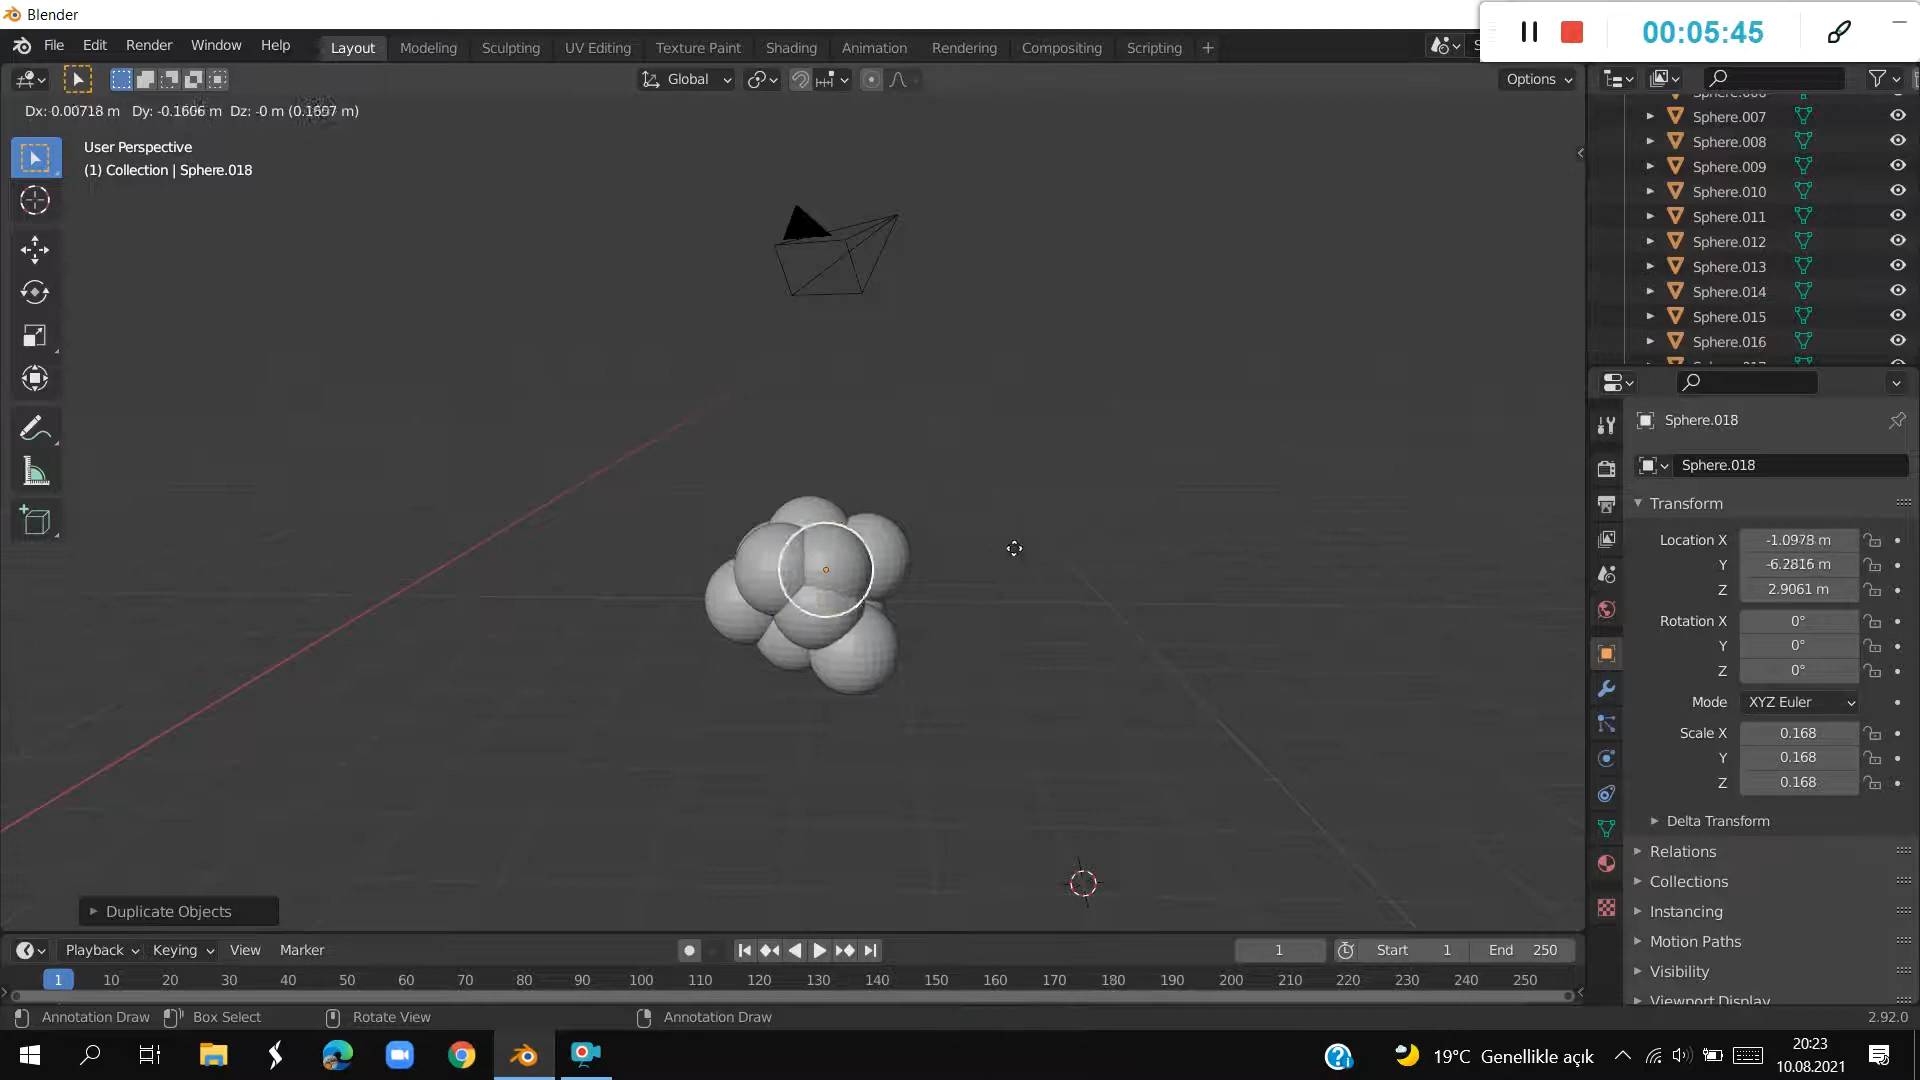 Blender
00:05:45
File Edit Render Window Help
Layout Modeling Sculpting UV Editing Texture Paint Shading Animation Rendering Compositing Scripting +
Global
Options
Dx: 0.00718 m Dy: -0.1606 m Dz: -0 m (0.1607 m)
User Perspective
(1) Collection | Sphere.018
Sphere.007
Sphere.008
Sphere.009
Sphere.010
Sphere.011
Sphere.012
Sphere.013
Sphere.014
Sphere.015
Sphere.016
Sphere.018
Sphere.018
Transform
Location X -1.0978 m
Y -6.2816 m
Z 2.9061 m
Rotation X 0°
Y 0°
Z 0°
Mode XYZ Euler
Scale X 0.168
Y 0.168
Z 0.168
Delta Transform
Relations
Collections
Instancing
Motion Paths
Visibility
Viewport Display
Duplicate Objects
Playback Keying View Marker
1
Start 1
End 250
1 10 20 30 40 50 60 70 80 90 100 110 120 130 140 150 160 170 180 190 200 210 220 230 240 250
Annotation Draw Box Select Rotate View Annotation Draw
2.92.0
19°C Genellikle açık
20:23
10.08.2021